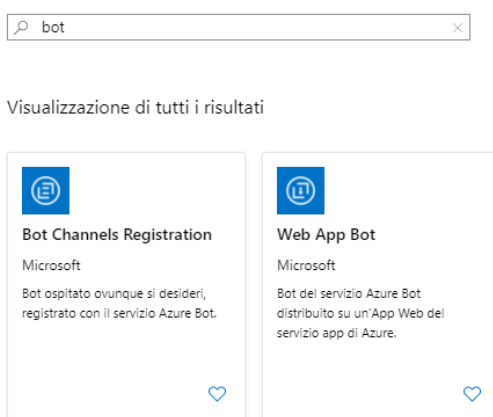 bot
Visualizzazione di tutti i risultati
Bot Channels Registration
Microsoft
Bot ospitato ovunque si desideri,
registrato con il servizio Azure Bot.
Web App Bot
Microsoft
Bot del servizio Azure Bot
distribuito su un'App Web del
servizio app di Azure.